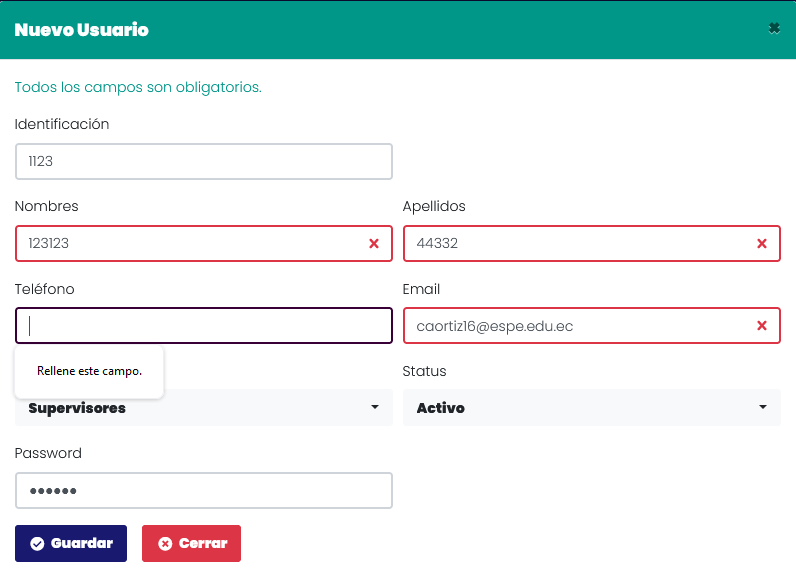 Nuevo Usuario
Todos los campos son obligatorios.
Identificación
1123
Nombres
Apellidos
123123
44332
Teléfono
Email
caortiz16@espe.edu.ec
Rellene este campo.
Status
Supervisores
Activo
Password
••••••
Guardar
Cerrar